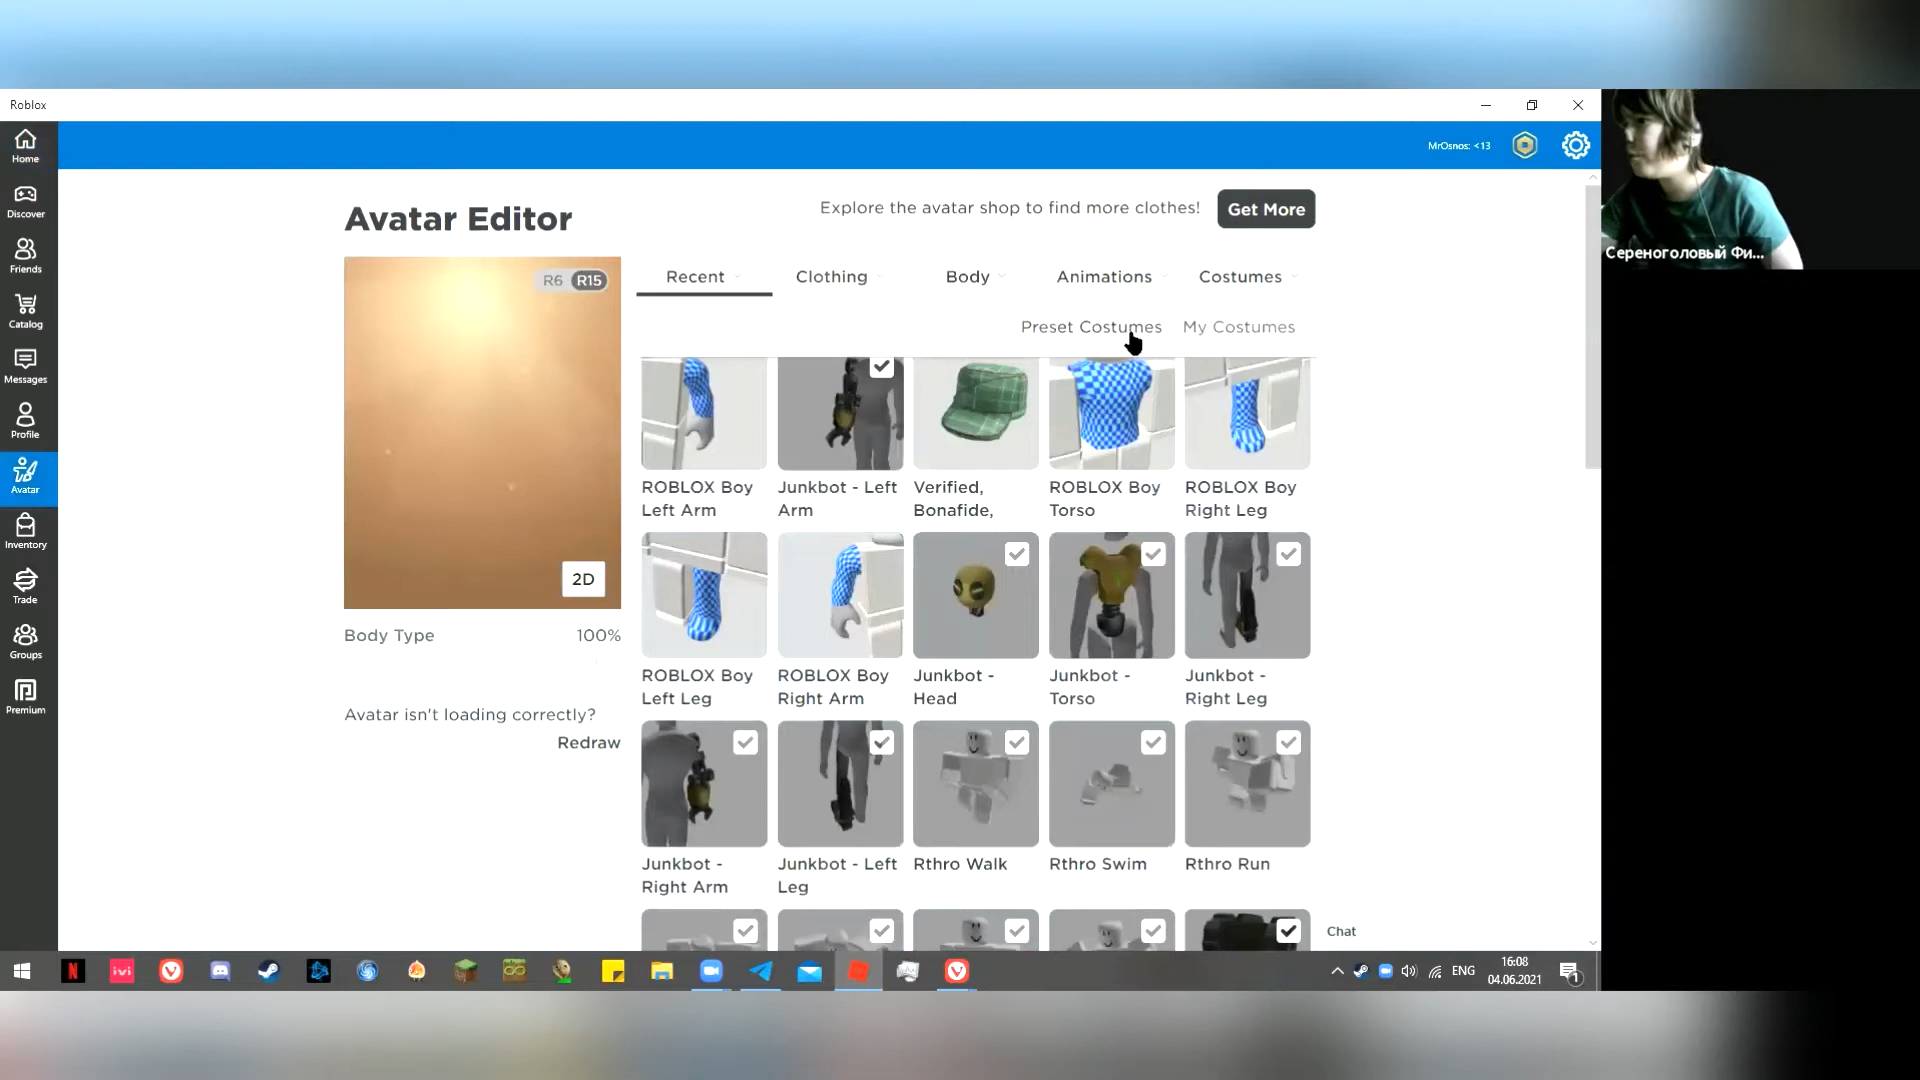 Roblox
MrOsnos: <13
Home
Discover
Friends
Catalog
Messages
Profile
Avatar
Inventory
Trade
Groups
Premium
Avatar Editor
Explore the avatar shop to find more clothes!
Get More
R6 R15
2D
Body Type 100%
Avatar isn't loading correctly?
Redraw
Recent Clothing Body Animations Costumes
Preset Costumes My Costumes
ROBLOX Boy
Left Arm
Junkbot - Left
Arm
Verified,
Bonafide,
ROBLOX Boy
Torso
ROBLOX Boy
Right Leg
ROBLOX Boy
Left Leg
ROBLOX Boy
Right Arm
Junkbot -
Head
Junkbot -
Torso
Junkbot -
Right Leg
Junkbot -
Right Arm
Junkbot - Left
Leg
Rthro Walk
Rthro Swim
Rthro Run
Chat
Сереноголовый Фи...
N
ivi
ENG
16:08
04.06.2021
1